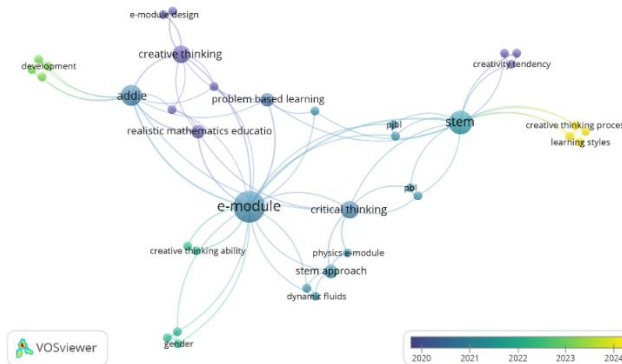 e-module design
creative thinking
development
creativity tendency
addie
problem based learning
stem
pjbl
creative thinking proces
realistic mathematics educatio
learning styles
pbl
e-module
critical thinking
creative thinking ability
physics e-module
stem approach
dynamic fluids
gender
VOSviewer
2020 2021 2022 2023 2024